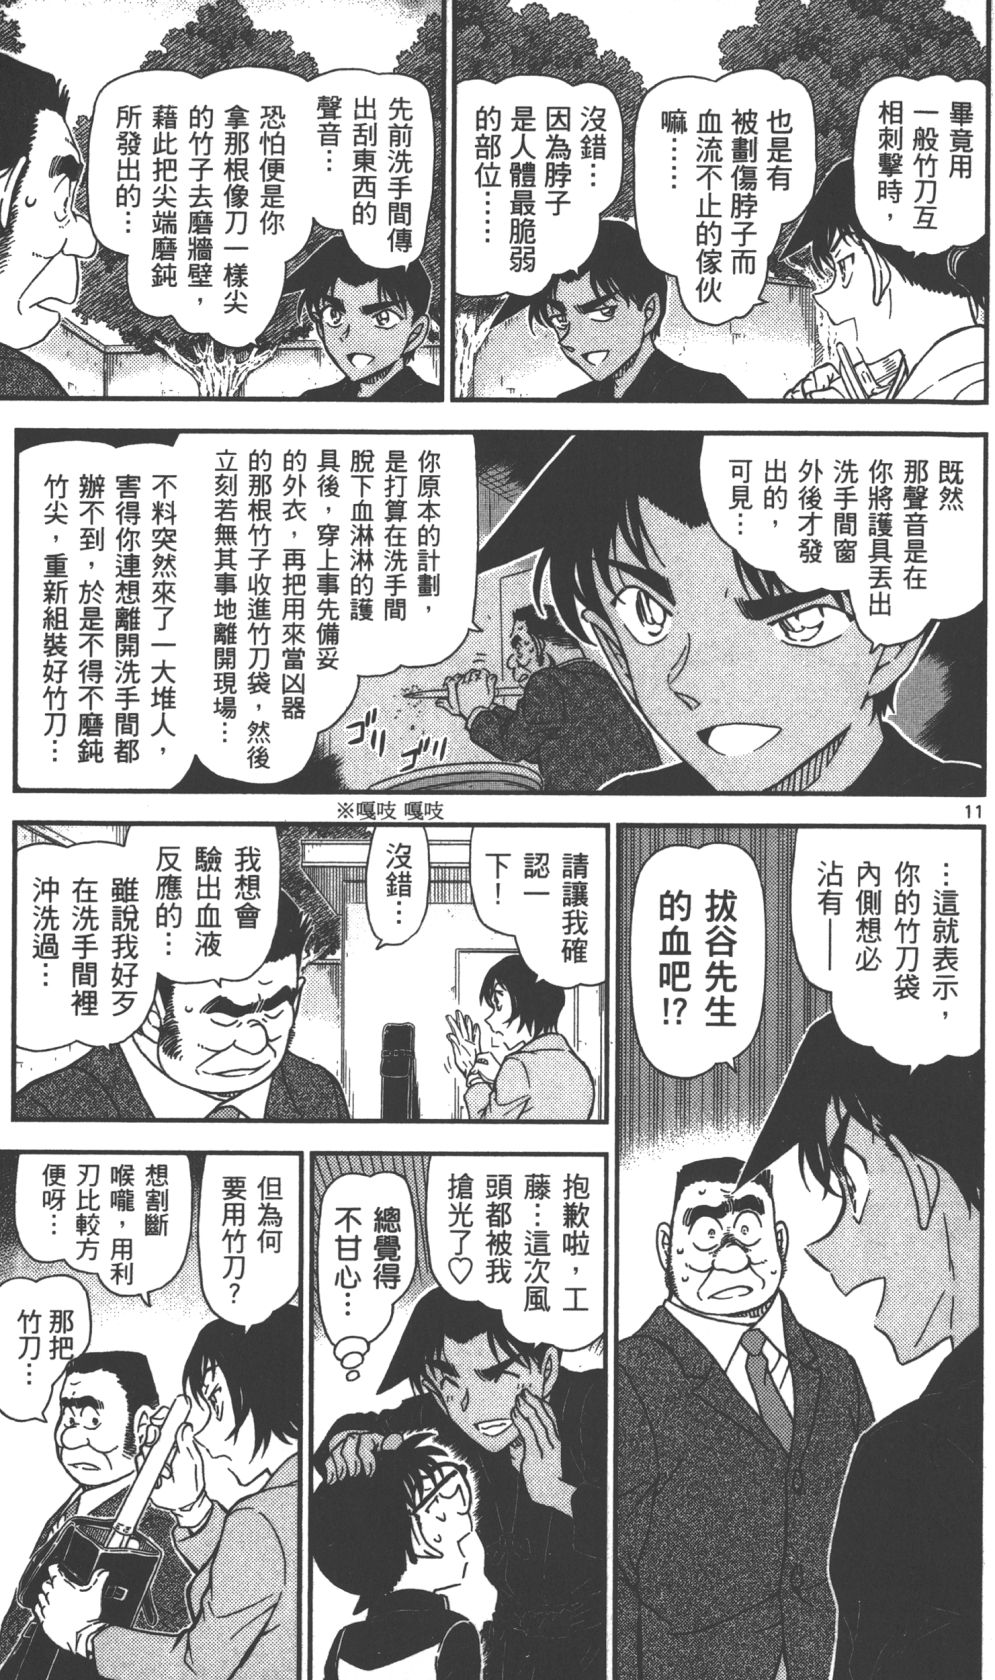 畢竟用
一般竹刀互
相刺擊時，
也是有
被劃傷脖子而
血流不止的傢伙
嘛……
沒錯…
因為脖子
是人體最脆弱
的部位……
先前洗手間傳
出刮東西的
聲音…
恐怕便是你
拿那根像刀一樣尖
的竹子去磨牆壁，
藉此把尖端磨鈍
所發出的…
既然
那聲音是在
你將護具丟出
洗手間窗
外後才發
出的，
可見…
你原本的計劃，
是打算在洗手間
脫下血淋淋的護
具後，穿上事先備妥
的外衣，再把用來當凶器
的那根竹子收進竹刀袋，然後
立刻若無其事地離開現場…
不料突然來了一大堆人，
害得你連想離開洗手間都
辦不到，於是不得不磨鈍
竹尖，重新組裝好竹刀…
ゴリ
ゴリ
※嘎吱 嘎吱
11
…這就表示，
你的竹刀袋
內側想必
沾有——
拔谷先生
的血吧!?
請讓我確
認一
下!
沒錯…
我想會
驗出血液
反應的…
雖說我好歹
在洗手間裡
沖洗過…
抱歉啦，工
藤…這次風
頭都被我
搶光了♡
總覺得
不甘心…
但為何
要用竹刀?
想割斷
喉嚨，用利
刃比較方
便呀…
那把
竹刀…